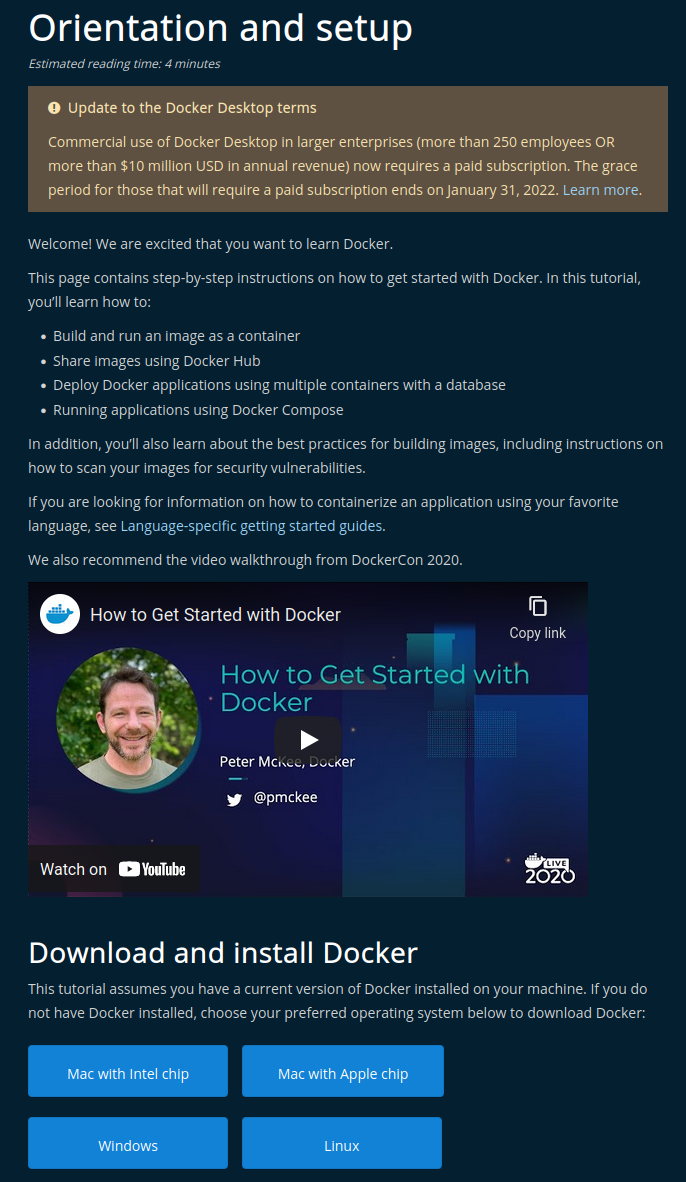 Orientation and setup
Estimated reading time: 4 minutes
Update to the Docker Desktop terms
Commercial use of Docker Desktop in larger enterprises (more than 250 employees OR
more than $10 million USD in annual revenue) now requires a paid subscription. The grace
period for those that will require a paid subscription ends on January 31, 2022. Learn more.
Welcome! We are excited that you want to learn Docker.
This page contains step-by-step instructions on how to get started with Docker. In this tutorial,
you’ll learn how to:
• Build and run an image as a container
• Share images using Docker Hub
• Deploy Docker applications using multiple containers with a database
• Running applications using Docker Compose
In addition, you’ll also learn about the best practices for building images, including instructions on
how to scan your images for security vulnerabilities.
If you are looking for information on how to containerize an application using your favorite
language, see Language-specific getting started guides.
We also recommend the video walkthrough from DockerCon 2020.
How to Get Started with Docker
Copy link
How to Get Started with
Docker
Peter McKee, Docker
@pmckee
Watch on YouTube
LIVE
2020
Download and install Docker
This tutorial assumes you have a current version of Docker installed on your machine. If you do
not have Docker installed, choose your preferred operating system below to download Docker:
Mac with Intel chip
Mac with Apple chip
Windows
Linux